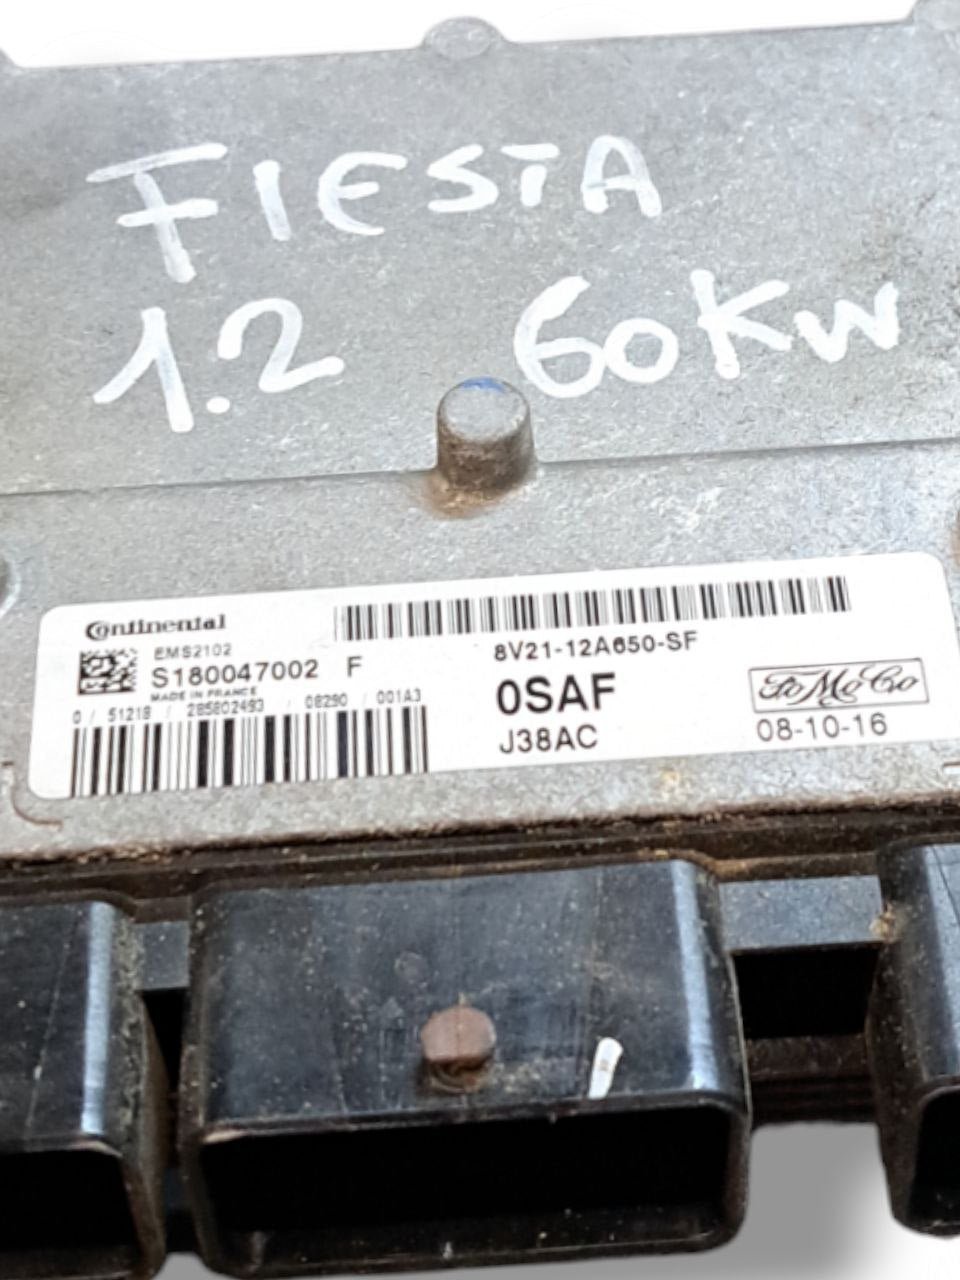 FIESTA
1.2 60KW
Continental
EMS2102
S180047002 F
MADE IN FRANCE
0 / 51218 / 285802493 / 08290 / 001A3
8V21-12A650-SF
0SAF
J38AC
FoMoCo
08-10-16